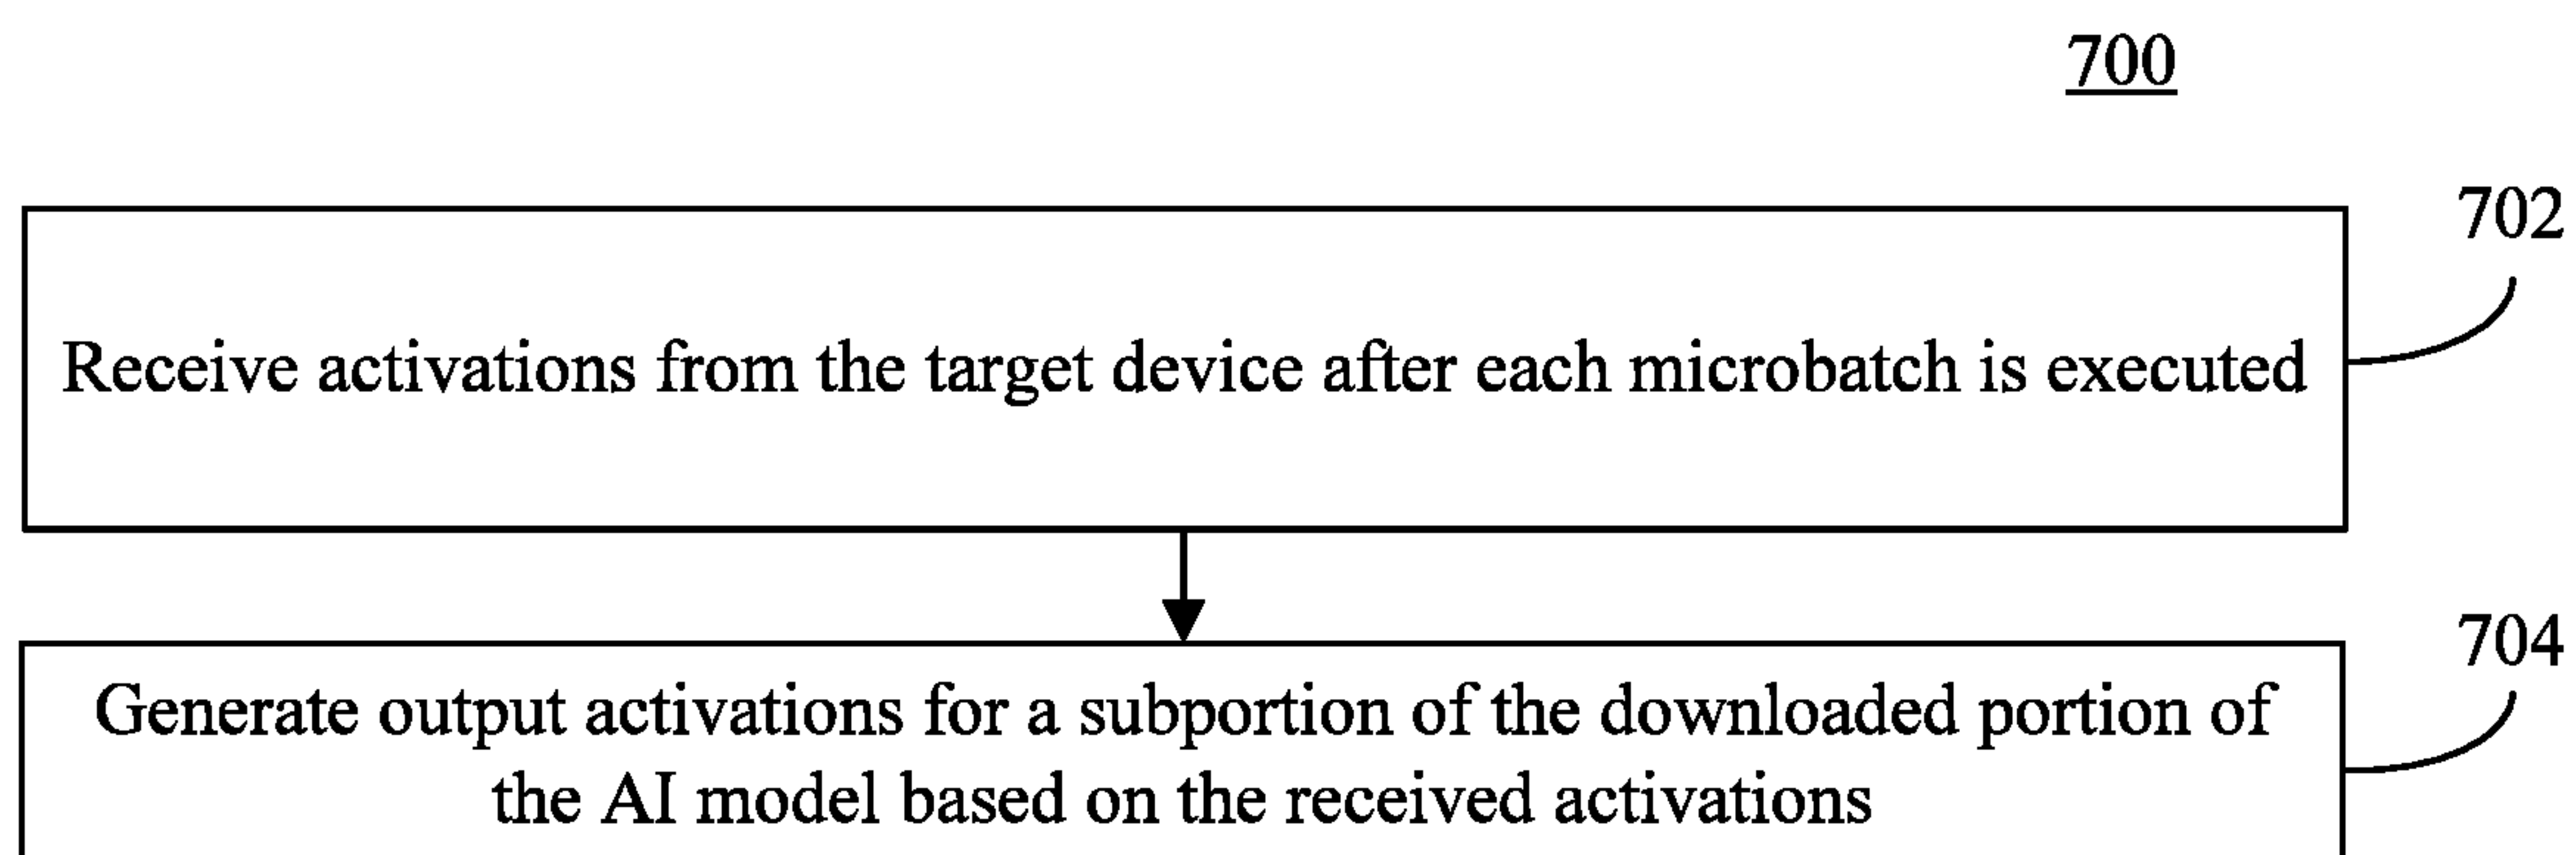 700
702
Receive activations from the target device after each microbatch is executed
704
Generate output activations for a subportion of the downloaded portion of
the AI model based on the received activations